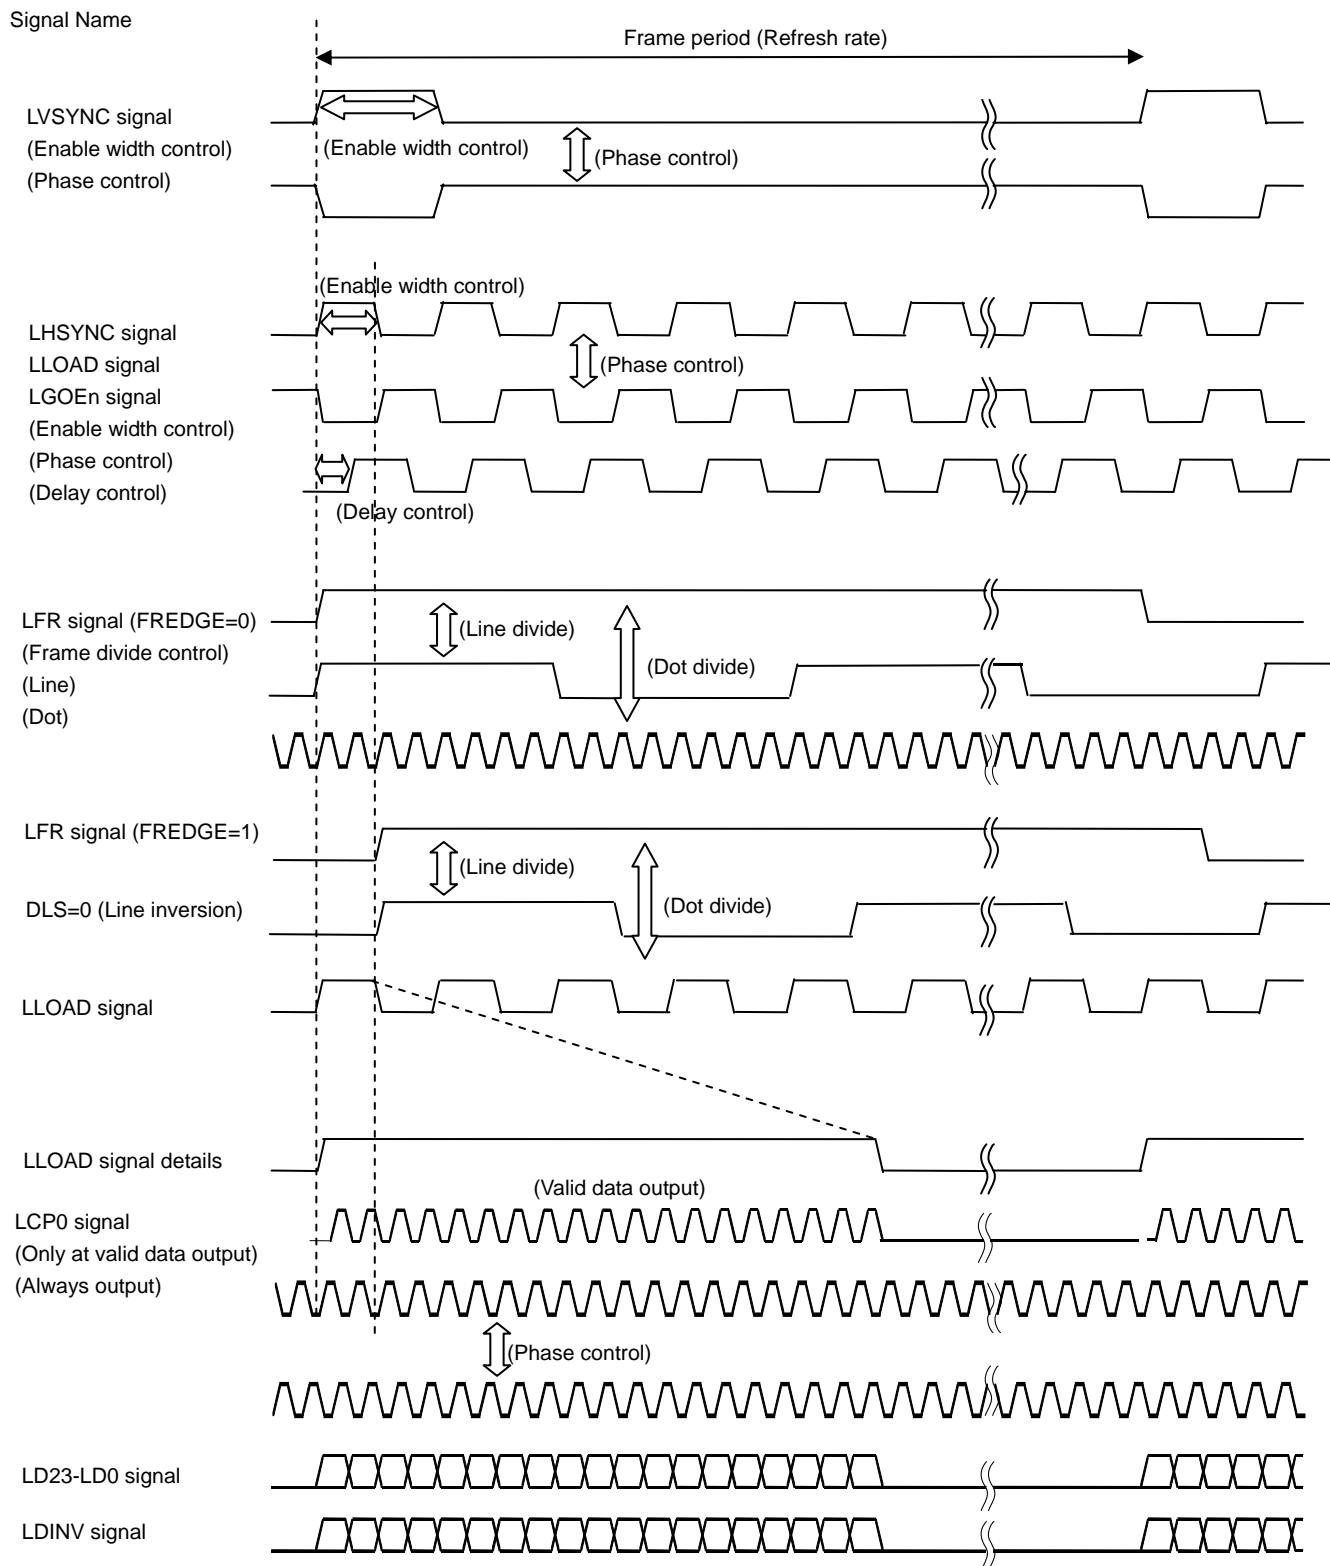 Signal Name
Frame period (Refresh rate)
LVSYNC signal
(Enable width control)
(Phase control)
(Enable width control)
(Phase control)
(Enable width control)
LHSYNC signal
LLOAD signal
LGOEn signal
(Enable width control)
(Phase control)
(Delay control)
(Phase control)
(Delay control)
LFR signal (FREDGE=0)
(Frame divide control)
(Line)
(Dot)
(Line divide)
(Dot divide)
LFR signal (FREDGE=1)
(Line divide)
DLS=0 (Line inversion)
(Dot divide)
LLOAD signal
LLOAD signal details
(Valid data output)
LCP0 signal
(Only at valid data output)
(Always output)
(Phase control)
LD23-LD0 signal
LDINV signal